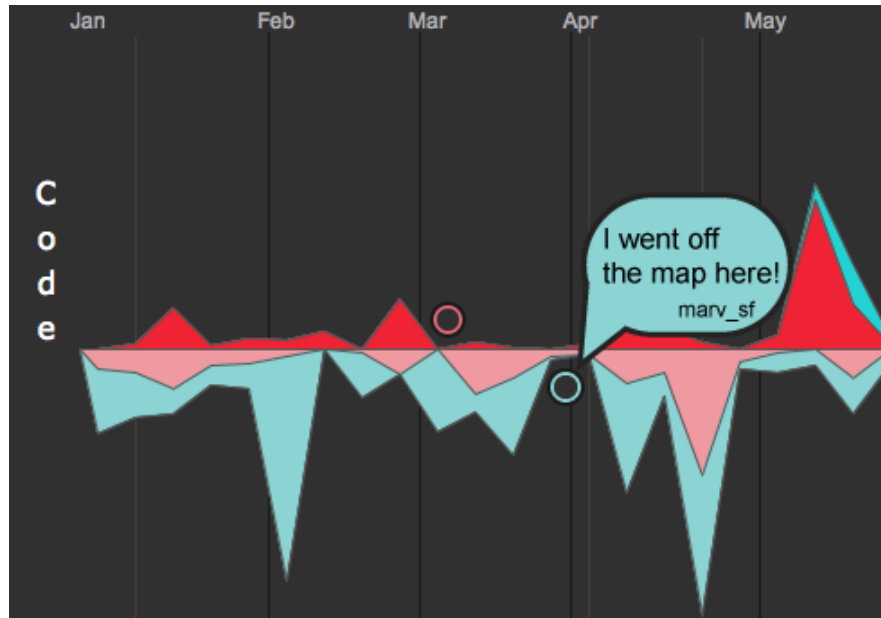 Jan Feb Mar Apr May
C
o
d
e
I went off
the map here!
marv_sf